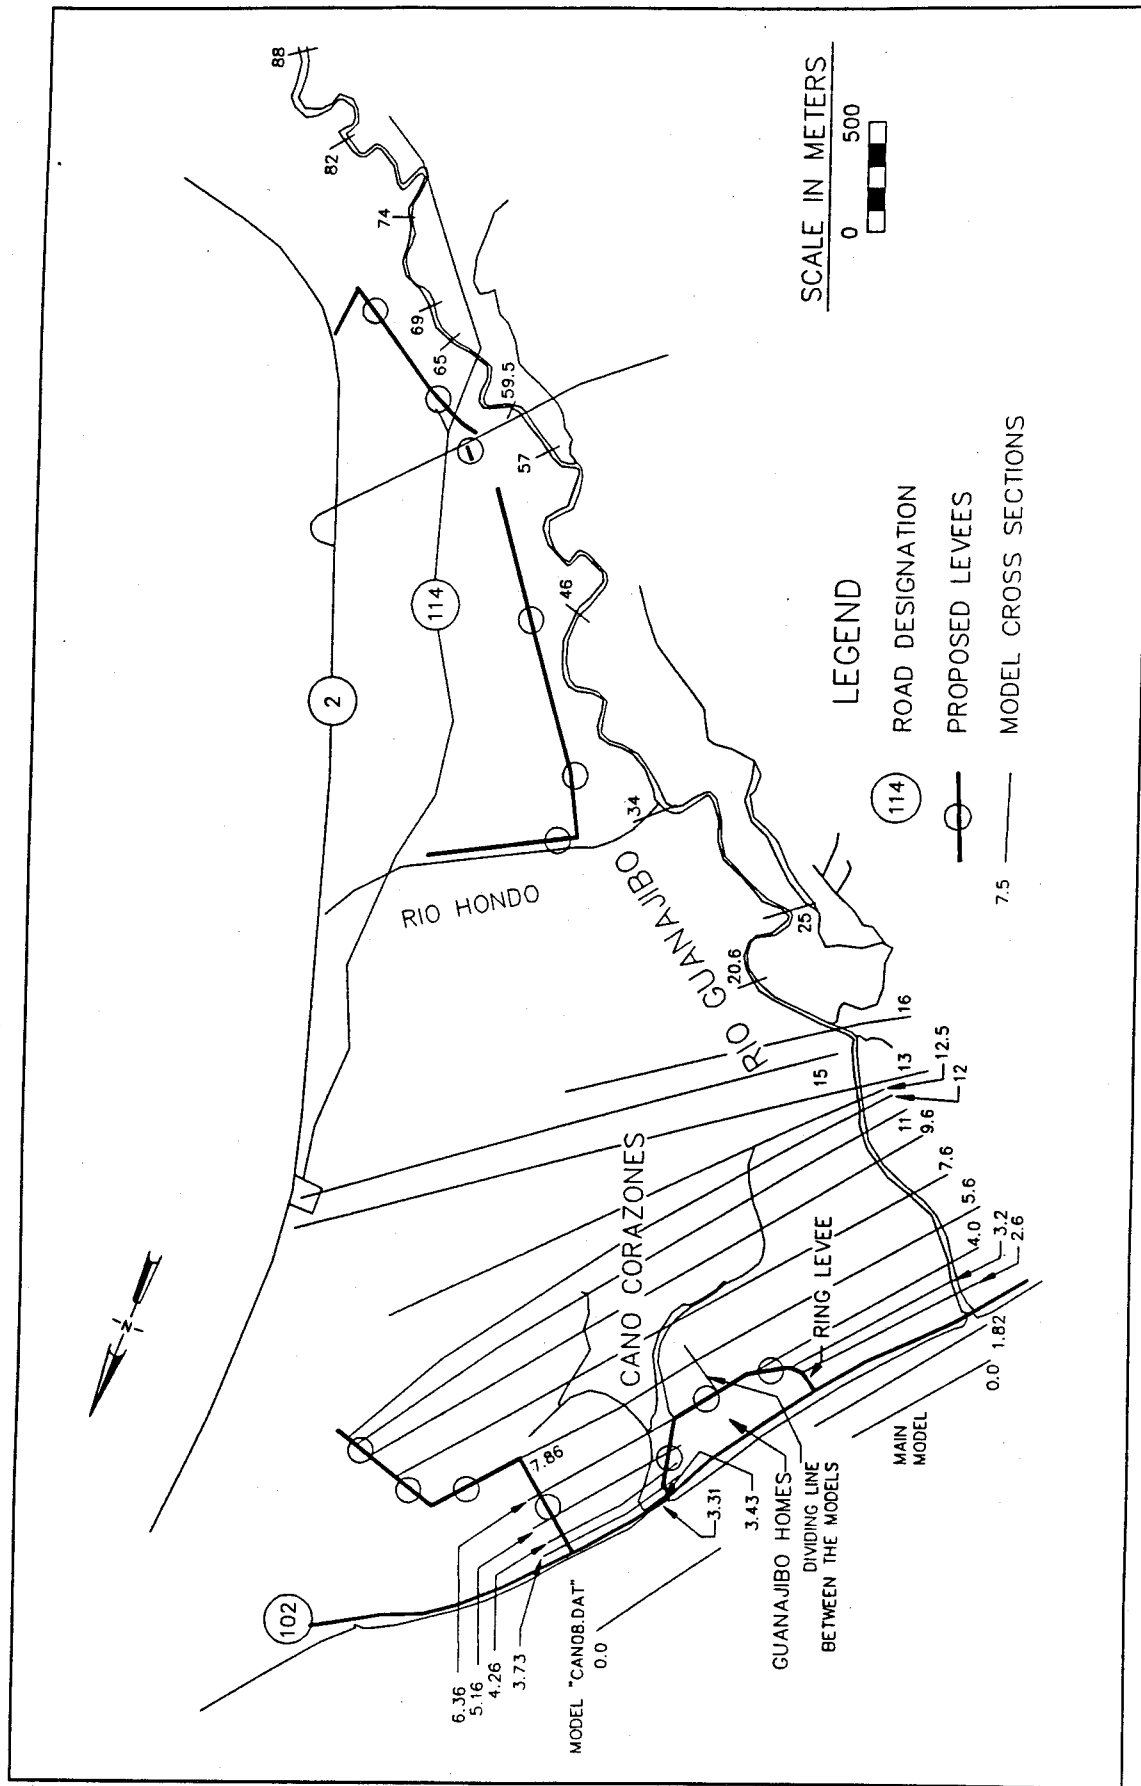 88
82
74
69
65
59.5
57
46
34
25
20.6
16
15
13
12.5
12
11
9.6
7.6
5.6
4.0
3.2
2.6
1.82
0.0
MAIN
MODEL
2
114
102
RIO HONDO
RIO GUANAJIBO
CANO CORAZONES
RING LEVEE
7.86
6.36
5.16
4.26
3.73
3.31
3.43
MODEL "CANO8.DAT"
0.0
GUANAJIBO HOMES
DIVIDING LINE
BETWEEN THE MODELS
N
SCALE IN METERS
0 500
LEGEND
114 ROAD DESIGNATION
PROPOSED LEVEES
7.5 MODEL CROSS SECTIONS